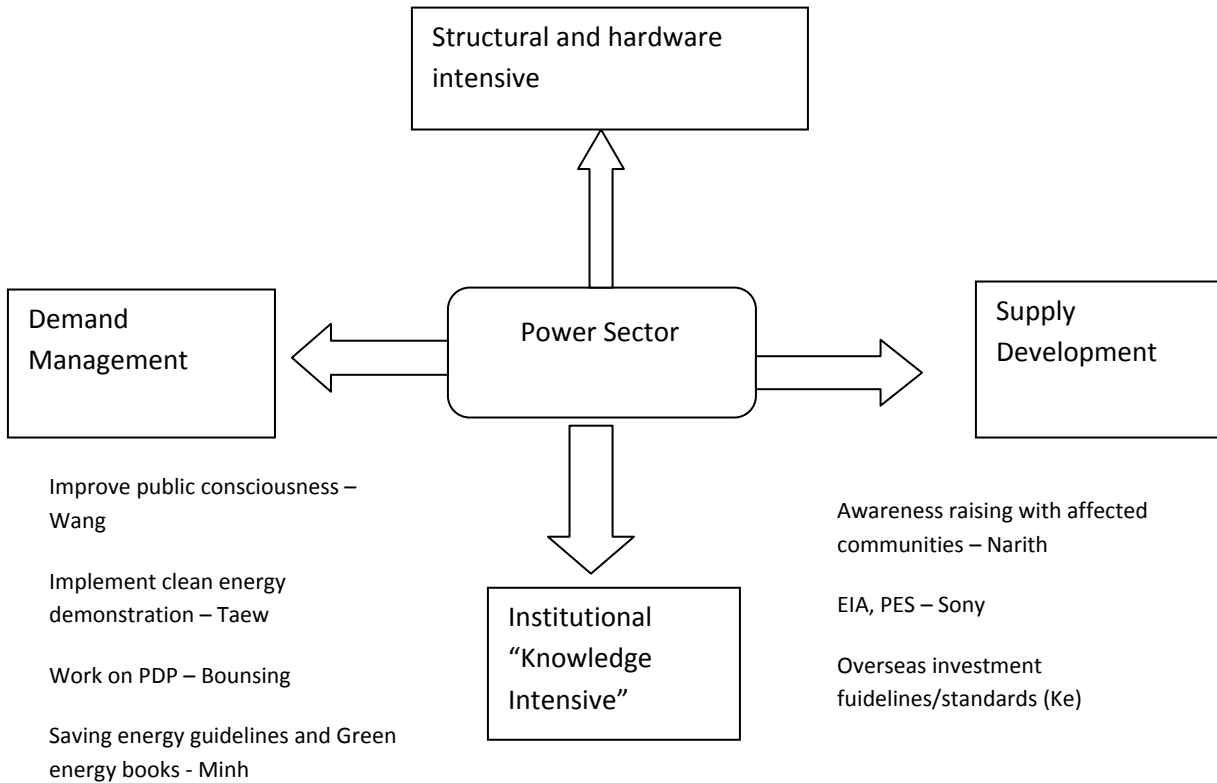 Structural and hardware
intensive
Demand
Management
Power Sector
Supply
Development
Improve public consciousness –
Wang
Implement clean energy
demonstration – Taew
Work on PDP – Bounsing
Saving energy guidelines and Green
energy books - Minh
Institutional
“Knowledge
Intensive”
Awareness raising with affected
communities – Narith
EIA, PES – Sony
Overseas investment
fuidelines/standards (Ke)